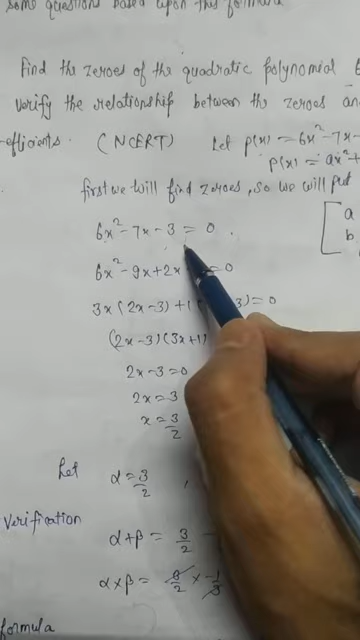 some questions based upon this formula
Find the zeroes of the quadratic polynomial
verify the relationship between the zeroes an
-efficients. (NCERT) Let p(x) = 6x² - 7x -
p(x) = ax² +
first we will find zeroes, so we will put
6x² - 7x - 3 = 0
a
b
6x² - 9x + 2x = 0
3x (2x - 3) + 1 3) = 0
(2x - 3) (3x + 1)
2x - 3 = 0
2x = 3
x = 3/2
Let α = 3/2 ,
Verification α + β = 3/2 -
α × β = 3/2 × -1/3
formula